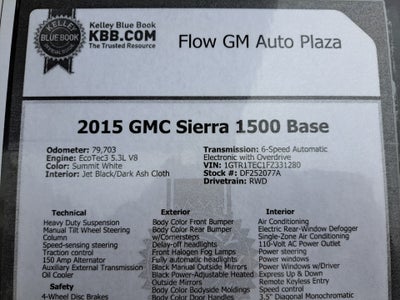 Kelley Blue Book
KBB.COM
The Trusted Resource
KELLEY
BLUE BOOK
Flow GM Auto Plaza
2015 GMC Sierra 1500 Base
Odometer: 79,703
Engine: EcoTec3 5.3L V8
Color: Summit White
Interior: Jet Black/Dark Ash Cloth
Transmission: 6-Speed Automatic
Electronic with Overdrive
VIN: 1GTR1TEC1FZ331280
Stock #: DF252077A
Drivetrain: RWD
Technical
Heavy Duty Suspension
Manual Tilt Wheel Steering
Column
Speed-sensing steering
Traction control
150 Amp Alternator
Auxiliary External Transmission
Oil Cooler
Safety
4-Wheel Disc Brakes
Exterior
Body Color Front Bumper
Body Color Rear Bumper
w/Cornersteps
Delay-off headlights
Front Halogen Fog Lamps
Fully automatic headlights
Black Manual Outside Mirrors
Black Power-Adjustable Heated
Outside Mirrors
Body Color Bodyside Moldings
Body Color Door Handles
Interior
Air Conditioning
Electric Rear-Window Defogger
Single-Zone Air Conditioning
110-Volt AC Power Outlet
Power steering
Power windows
Power Windows w/Driver
Express Up & Down
Remote Keyless Entry
Speed control
3.5" Diagonal Monochromatic